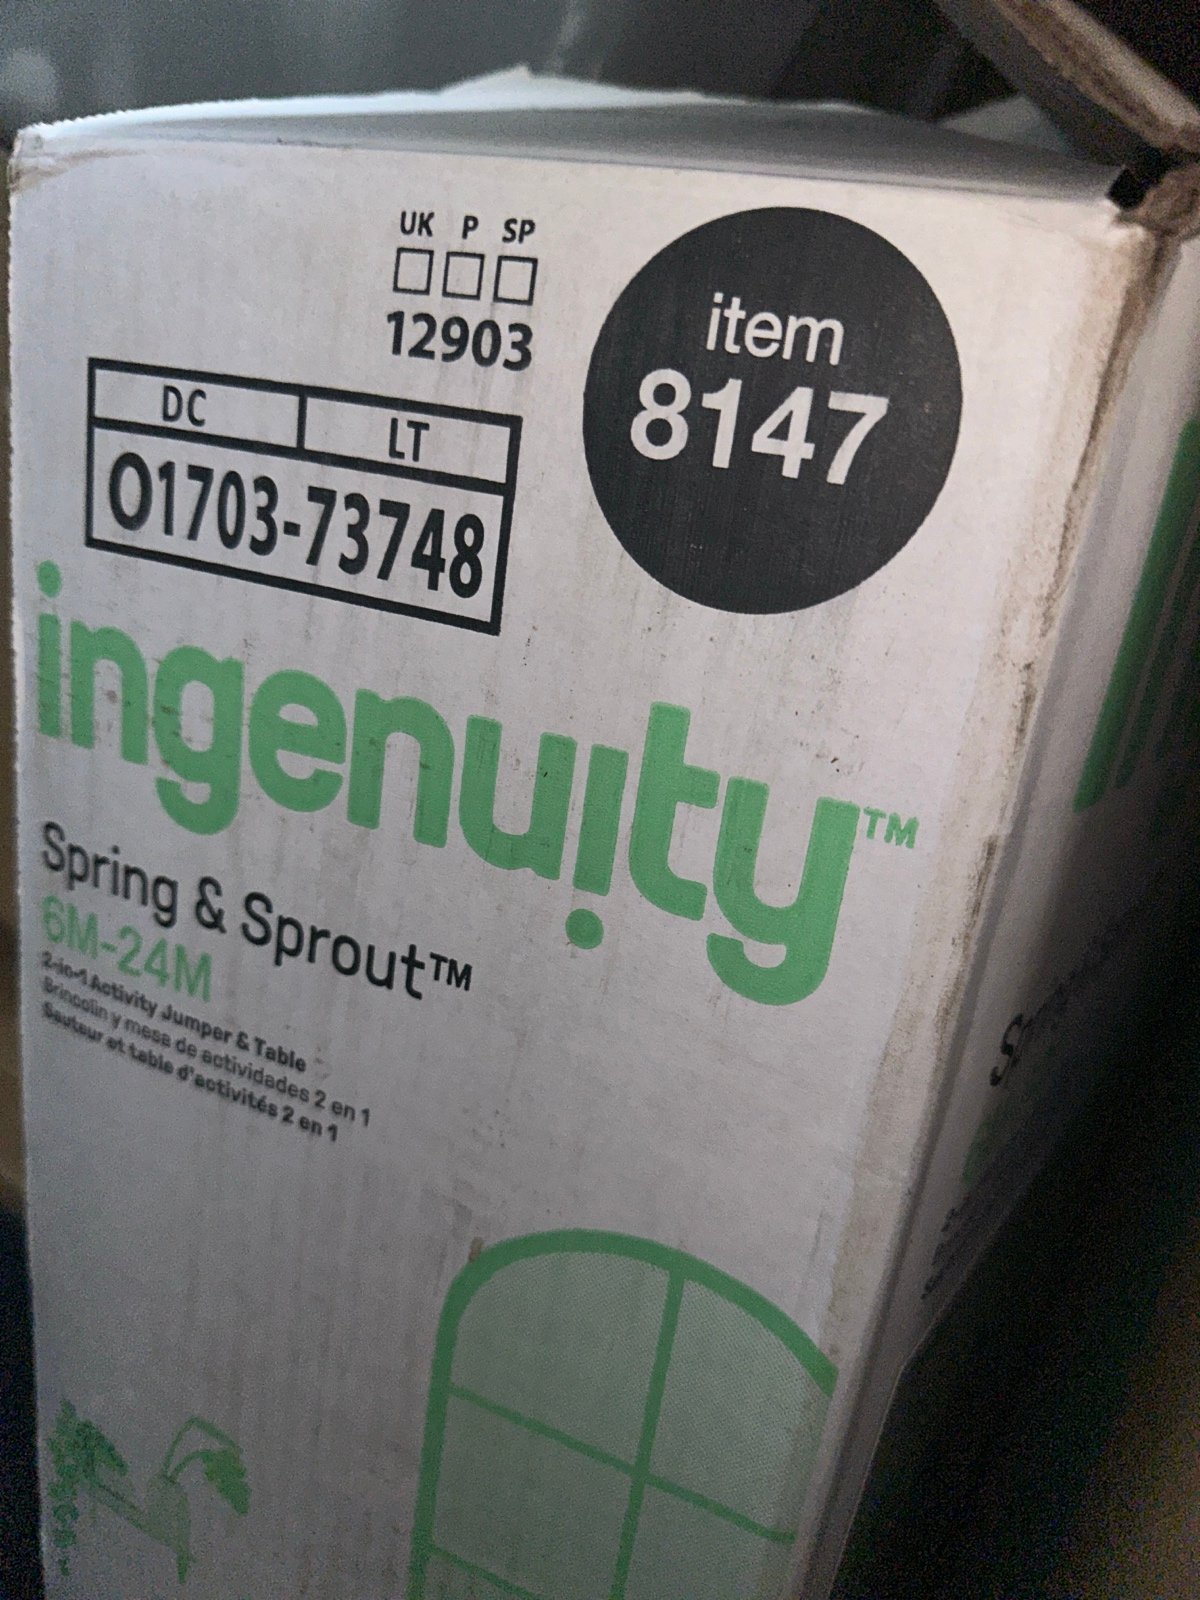 UK P SP
12903
item
8147
DC LT
01703-73748
ingenuity™
Spring & Sprout™
6M-24M
2-in-1 Activity Jumper & Table
Brincolín y mesa de actividades 2 en 1
Sauteur et table d'activités 2 en 1